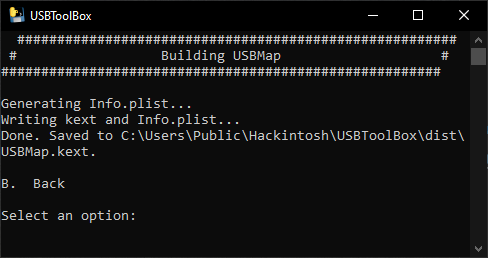 USBToolBox
#######################################################
# Building USBMap #
#######################################################
Generating Info.plist...
Writing kext and Info.plist...
Done. Saved to C:\Users\Public\Hackintosh\USBToolBox\dist\
USBMap.kext.
B. Back
Select an option: